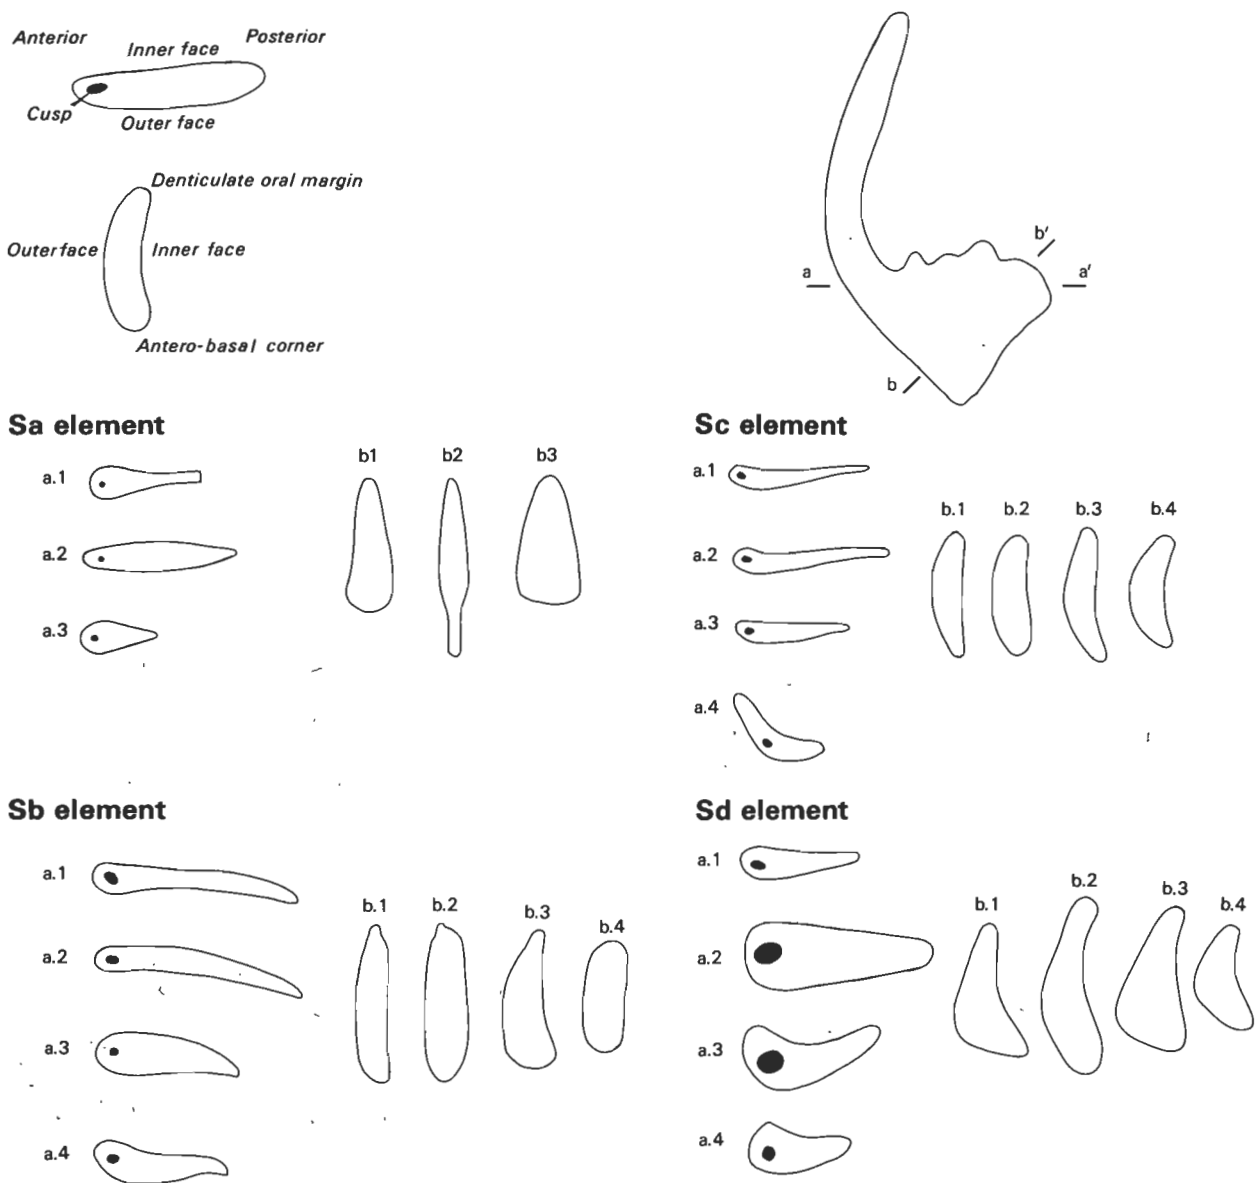 Anterior
Inner face
Posterior
Cusp
Outer face
Denticulate oral margin
Outer face
Inner face
Antero-basal corner
b'
a
a'
b
Sa element
a.1
a.2
a.3
b1
b2
b3
Sc element
a.1
a.2
a.3
a.4
b.1
b.2
b.3
b.4
Sb element
a.1
a.2
a.3
a.4
b.1
b.2
b.3
b.4
Sd element
a.1
a.2
a.3
a.4
b.1
b.2
b.3
b.4